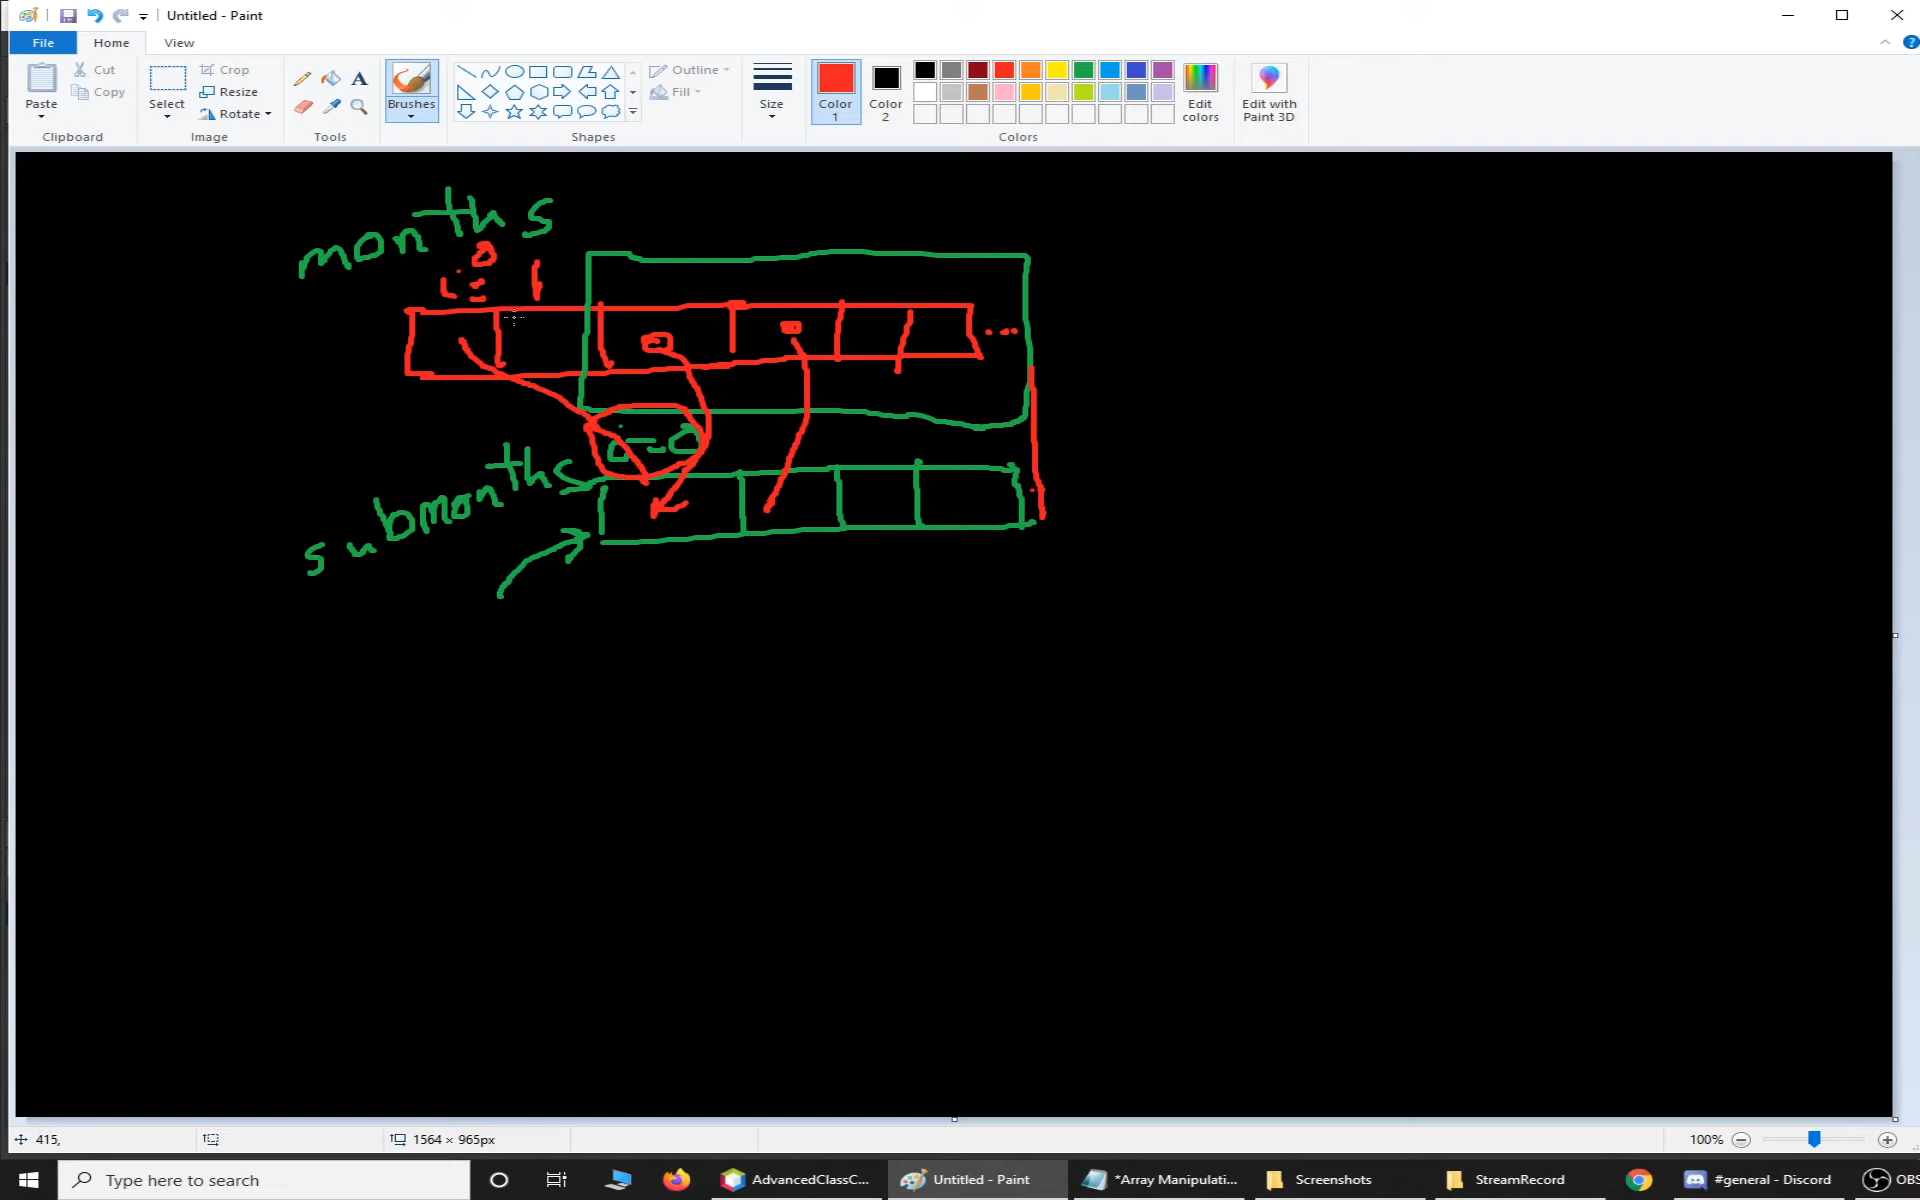 Untitled - Paint
File Home View
Paste
Cut
Copy
Clipboard
Select
Crop
Resize
Rotate
Image
Tools
Brushes
Shapes
Outline
Fill
Size
Color 1
Color 2
Colors
Edit colors
Edit with Paint 3D
months
i=0 1
i=0
submonths
415,
1564 × 965px
100%
Type here to search
AdvancedClassC...
Untitled - Paint
*Array Manipulati...
Screenshots
StreamRecord
#general - Discord
OBS